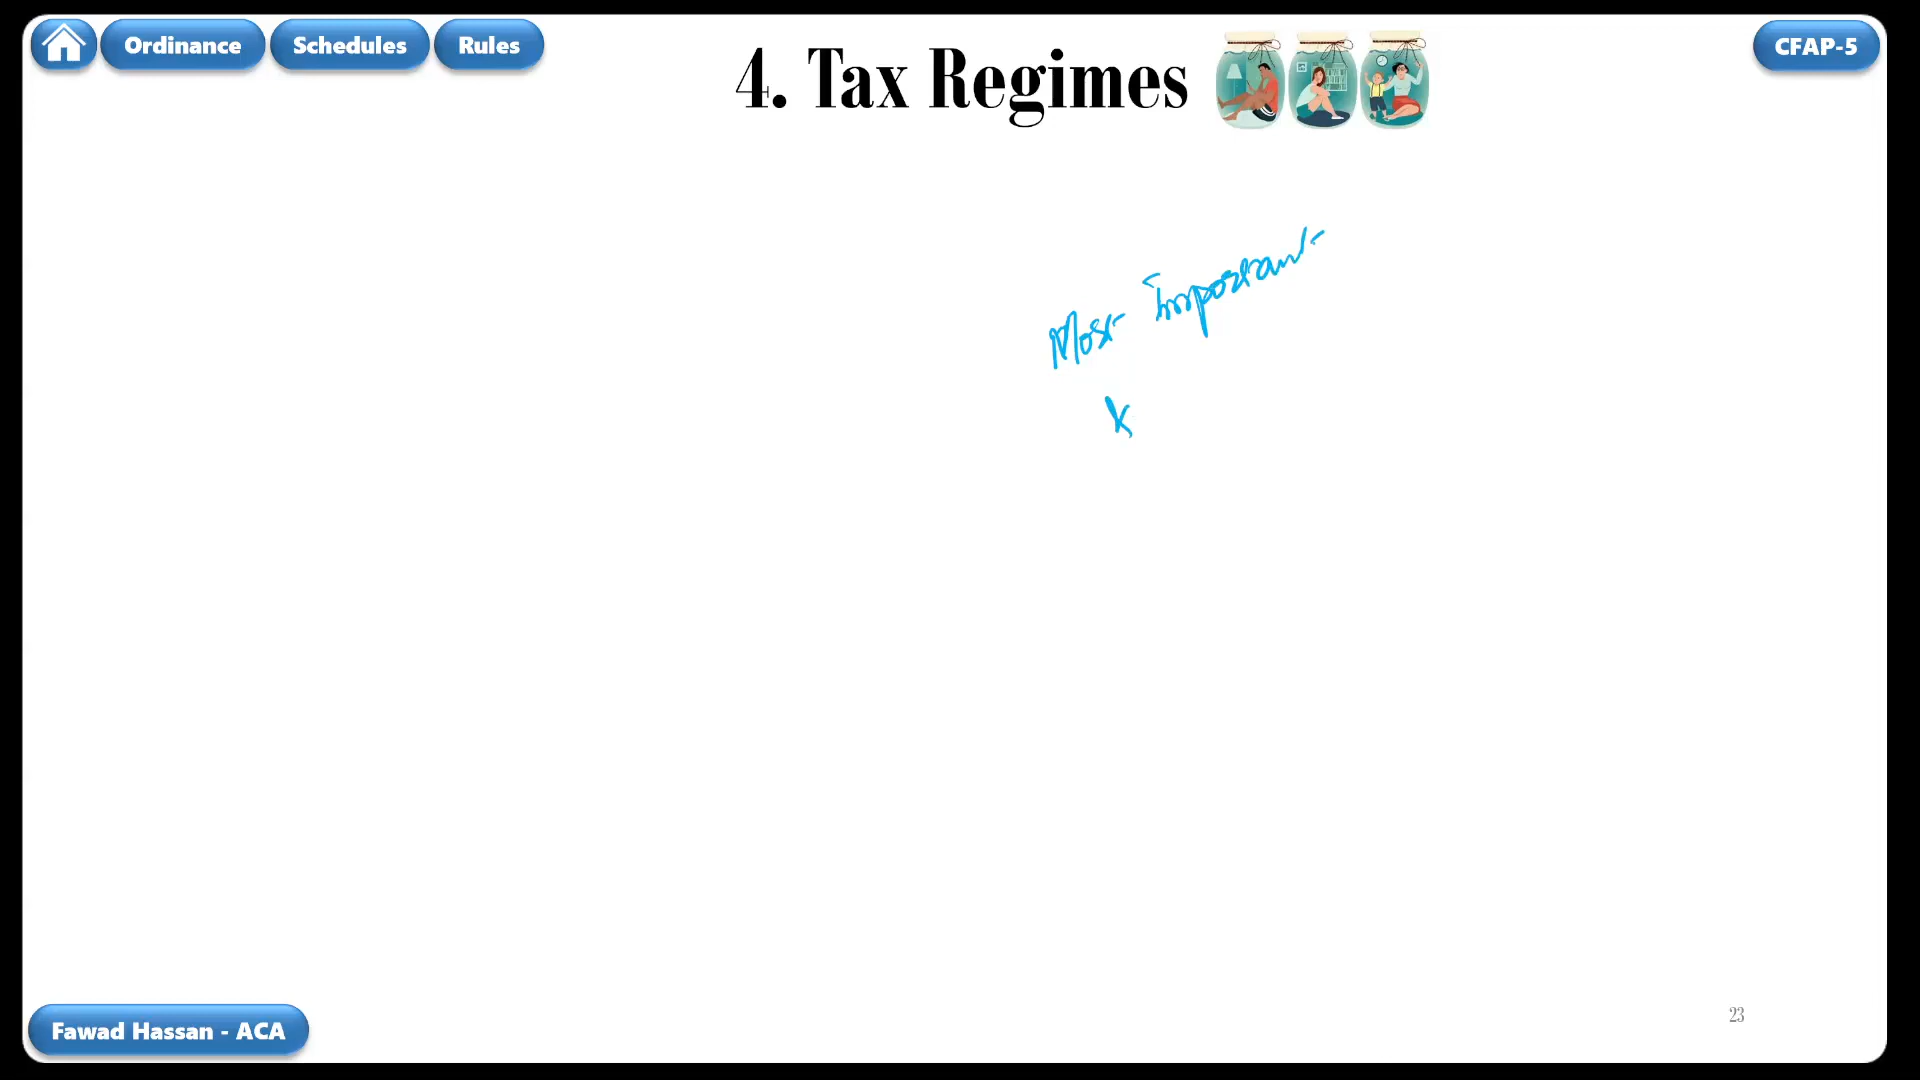 Ordinance Schedules Rules
4. Tax Regimes
CFAP-5
Most Important
Fawad Hassan - ACA
23